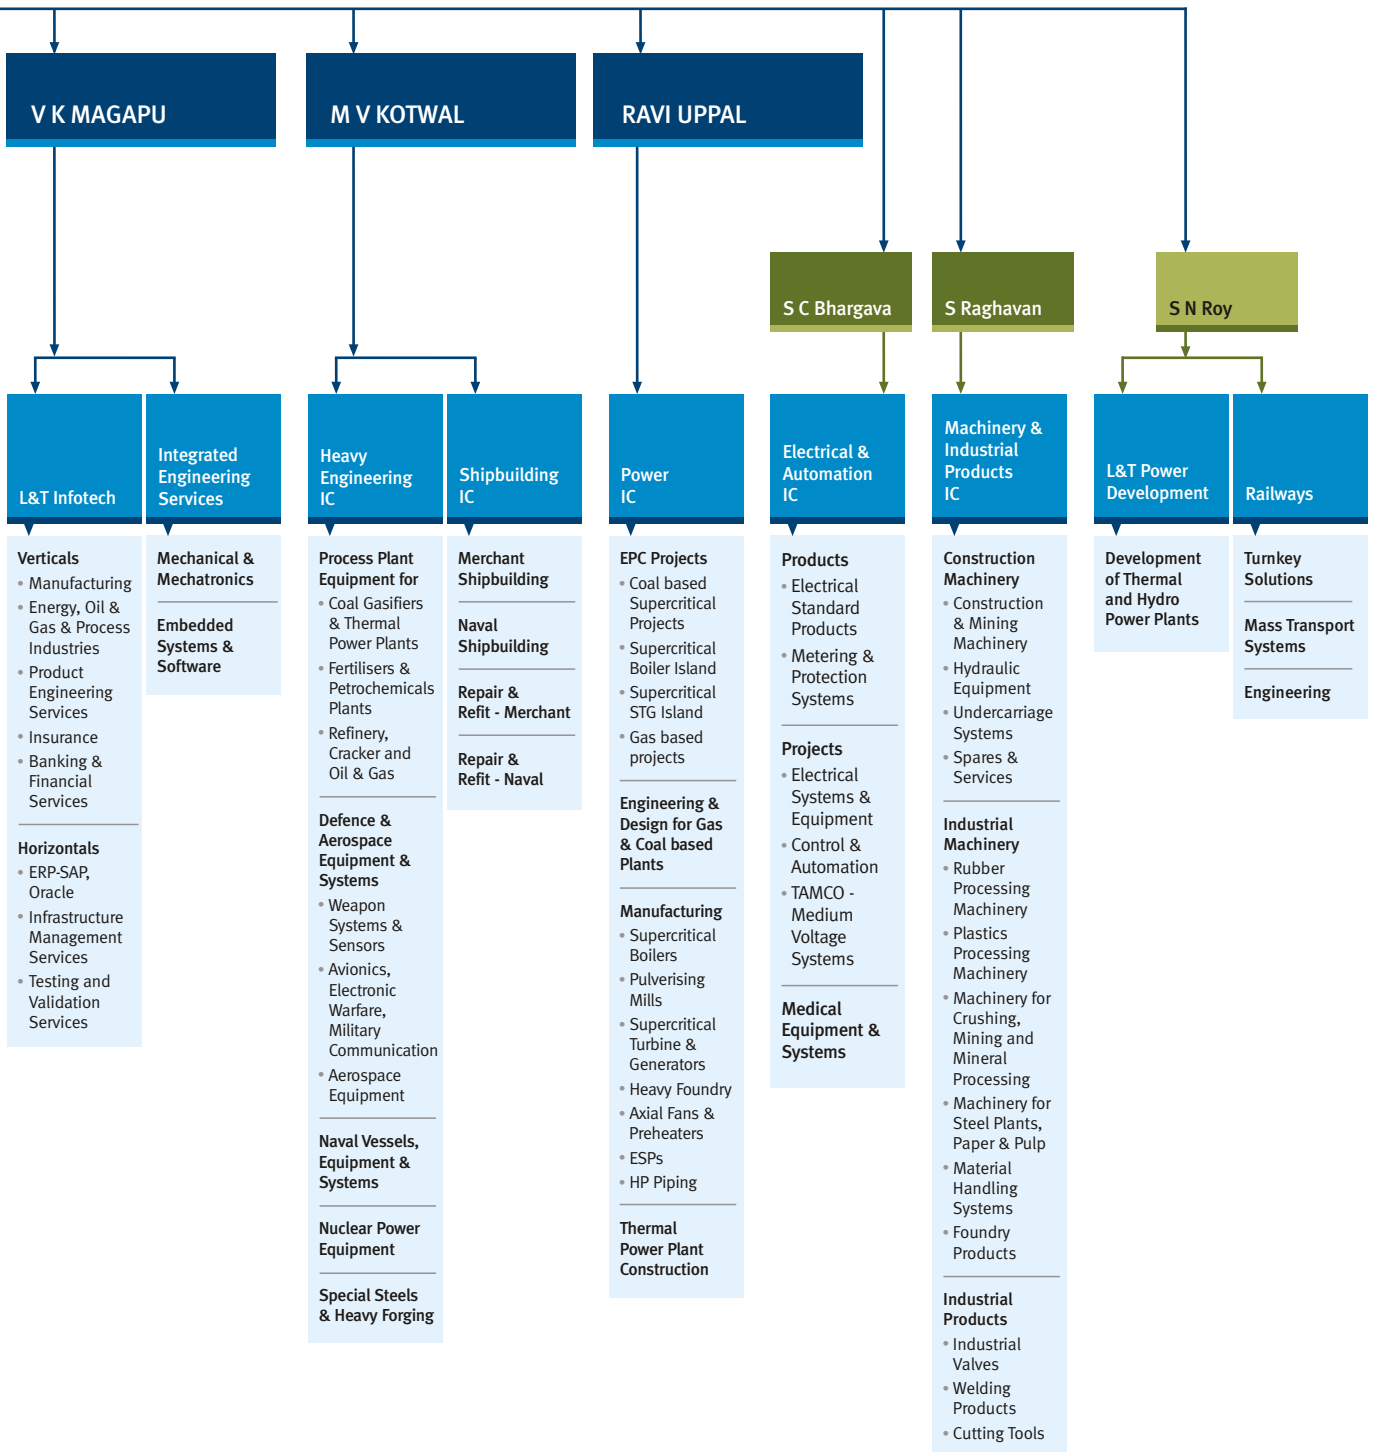 V K MAGAPU
M V KOTWAL
RAVI UPPAL
S C Bhargava
S Raghavan
S N Roy
L&T Infotech
Verticals
• Manufacturing
• Energy, Oil &
Gas & Process
Industries
• Product
Engineering
Services
• Insurance
• Banking &
Financial
Services
Horizontals
• ERP-SAP,
Oracle
• Infrastructure
Management
Services
• Testing and
Validation
Services
Integrated
Engineering
Services
Mechanical &
Mechatronics
Embedded
Systems &
Software
Heavy
Engineering
IC
Process Plant
Equipment for
• Coal Gasifiers
& Thermal
Power Plants
• Fertilisers &
Petrochemicals
Plants
• Refinery,
Cracker and
Oil & Gas
Defence &
Aerospace
Equipment &
Systems
• Weapon
Systems &
Sensors
• Avionics,
Electronic
Warfare,
Military
Communication
• Aerospace
Equipment
Naval Vessels,
Equipment &
Systems
Nuclear Power
Equipment
Special Steels
& Heavy Forging
Shipbuilding
IC
Merchant
Shipbuilding
Naval
Shipbuilding
Repair &
Refit - Merchant
Repair &
Refit - Naval
Power
IC
EPC Projects
• Coal based
Supercritical
Projects
• Supercritical
Boiler Island
• Supercritical
STG Island
• Gas based
projects
Engineering &
Design for Gas
& Coal based
Plants
Manufacturing
• Supercritical
Boilers
• Pulverising
Mills
• Supercritical
Turbine &
Generators
• Heavy Foundry
• Axial Fans &
Preheaters
• ESPs
• HP Piping
Thermal
Power Plant
Construction
Electrical &
Automation
IC
Products
• Electrical
Standard
Products
• Metering &
Protection
Systems
Projects
• Electrical
Systems &
Equipment
• Control &
Automation
• TAMCO -
Medium
Voltage
Systems
Medical
Equipment &
Systems
Machinery &
Industrial
Products
IC
Construction
Machinery
• Construction
& Mining
Machinery
• Hydraulic
Equipment
• Undercarriage
Systems
• Spares &
Services
Industrial
Machinery
• Rubber
Processing
Machinery
• Plastics
Processing
Machinery
• Machinery for
Crushing,
Mining and
Mineral
Processing
• Machinery for
Steel Plants,
Paper & Pulp
• Material
Handling
Systems
• Foundry
Products
Industrial
Products
• Industrial
Valves
• Welding
Products
• Cutting Tools
L&T Power
Development
Development
of Thermal
and Hydro
Power Plants
Railways
Turnkey
Solutions
Mass Transport
Systems
Engineering